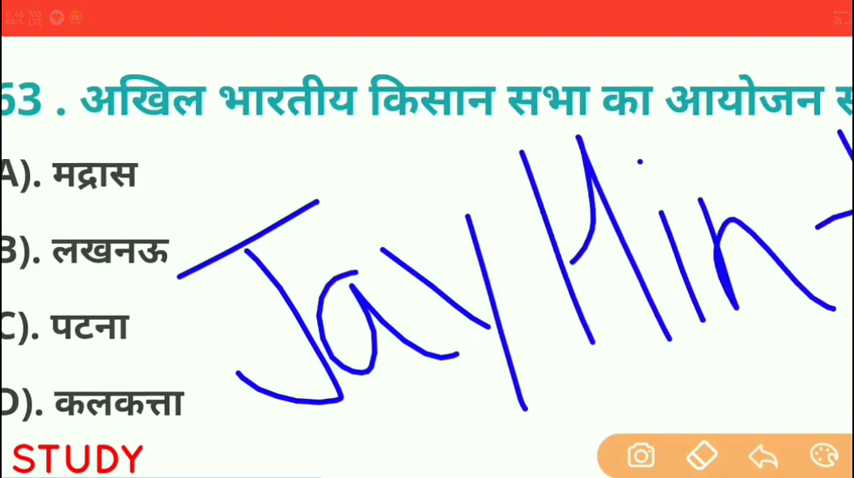 63 . अखिल भारतीय किसान सभा का आयोजन
A). मद्रास
B). लखनऊ
C). पटना
D). कलकत्ता
Jay Hin
STUDY